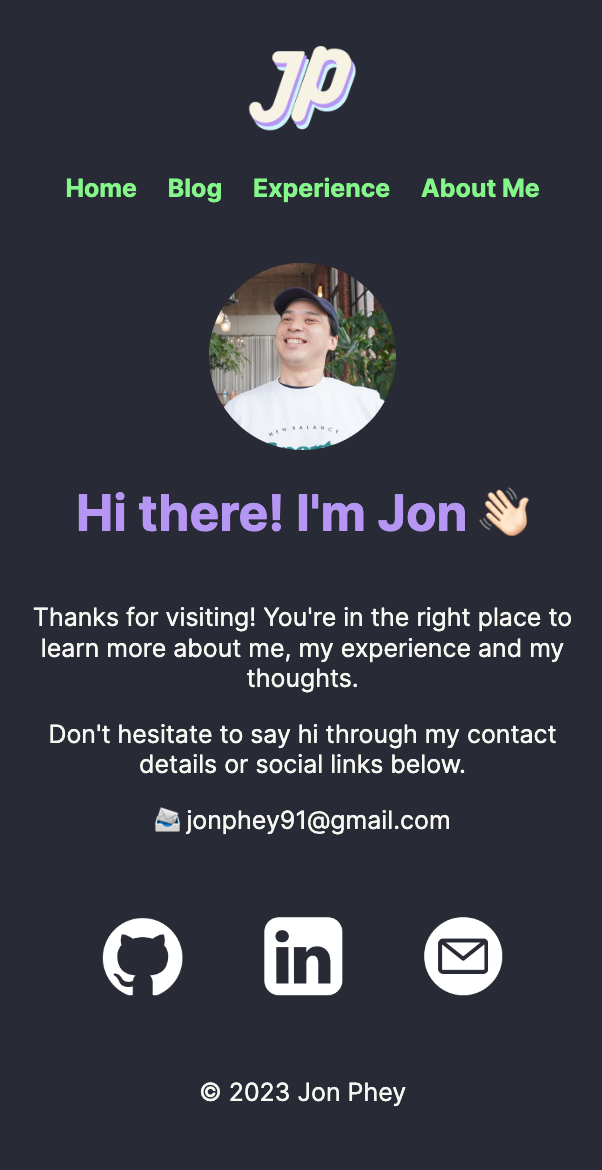 JP
Home Blog Experience About Me
NEW BALANCE
Hi there! I'm Jon 👋🏻
Thanks for visiting! You're in the right place to
learn more about me, my experience and my
thoughts.
Don't hesitate to say hi through my contact
details or social links below.
📨 jonphey91@gmail.com
in
© 2023 Jon Phey